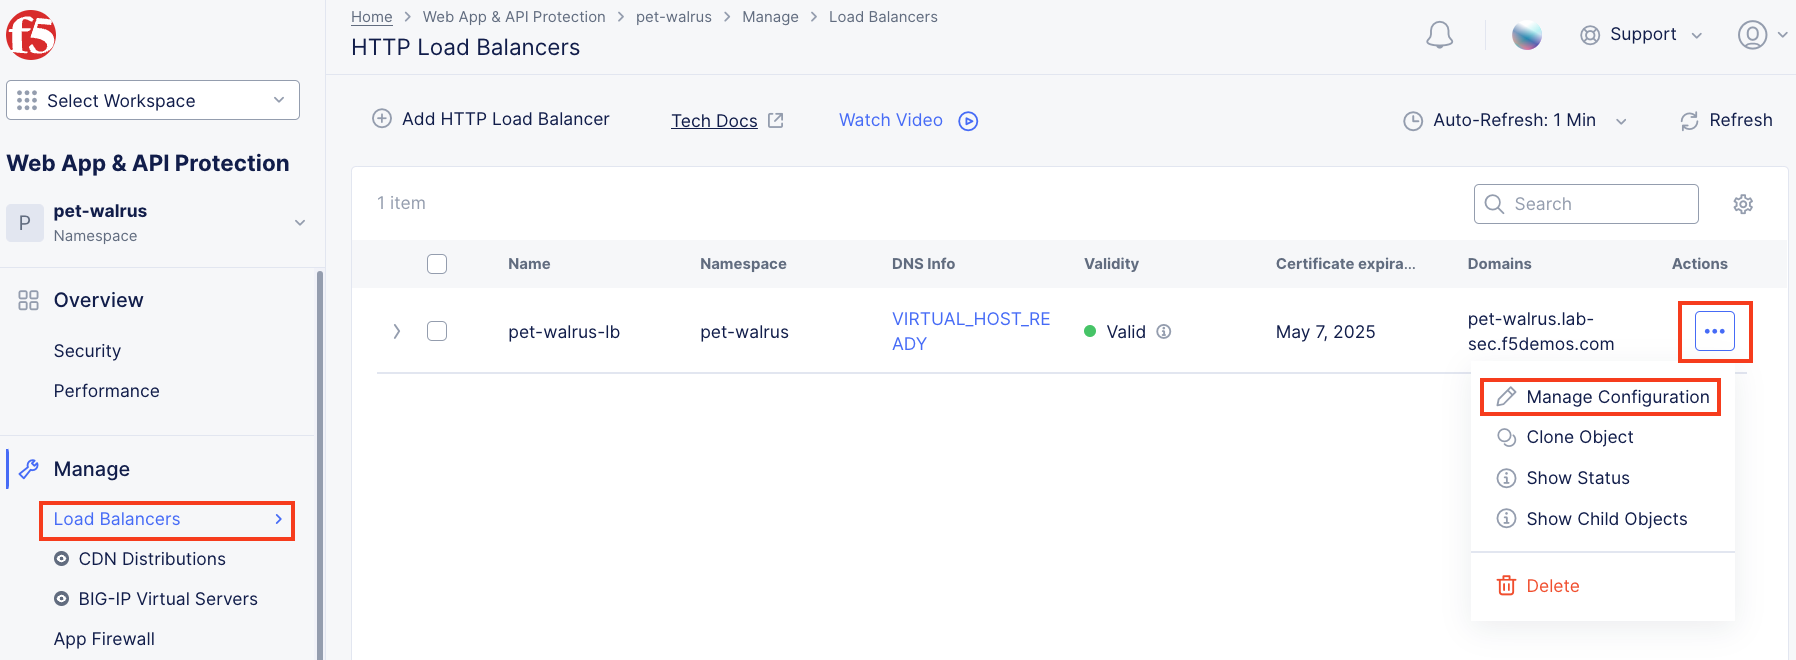 f5
Home > Web App & API Protection > pet-walrus > Manage > Load Balancers
HTTP Load Balancers
Support
Select Workspace
Add HTTP Load Balancer
Tech Docs
Watch Video
Auto-Refresh: 1 Min
Refresh
Web App & API Protection
P
pet-walrus
Namespace
1 item
Search
Name Namespace DNS Info Validity Certificate expira... Domains Actions
pet-walrus-lb pet-walrus VIRTUAL_HOST_RE
ADY
Valid
May 7, 2025
pet-walrus.lab-
sec.f5demos.com
Manage Configuration
Clone Object
Show Status
Show Child Objects
Delete
Overview
Security
Performance
Manage
Load Balancers
CDN Distributions
BIG-IP Virtual Servers
App Firewall